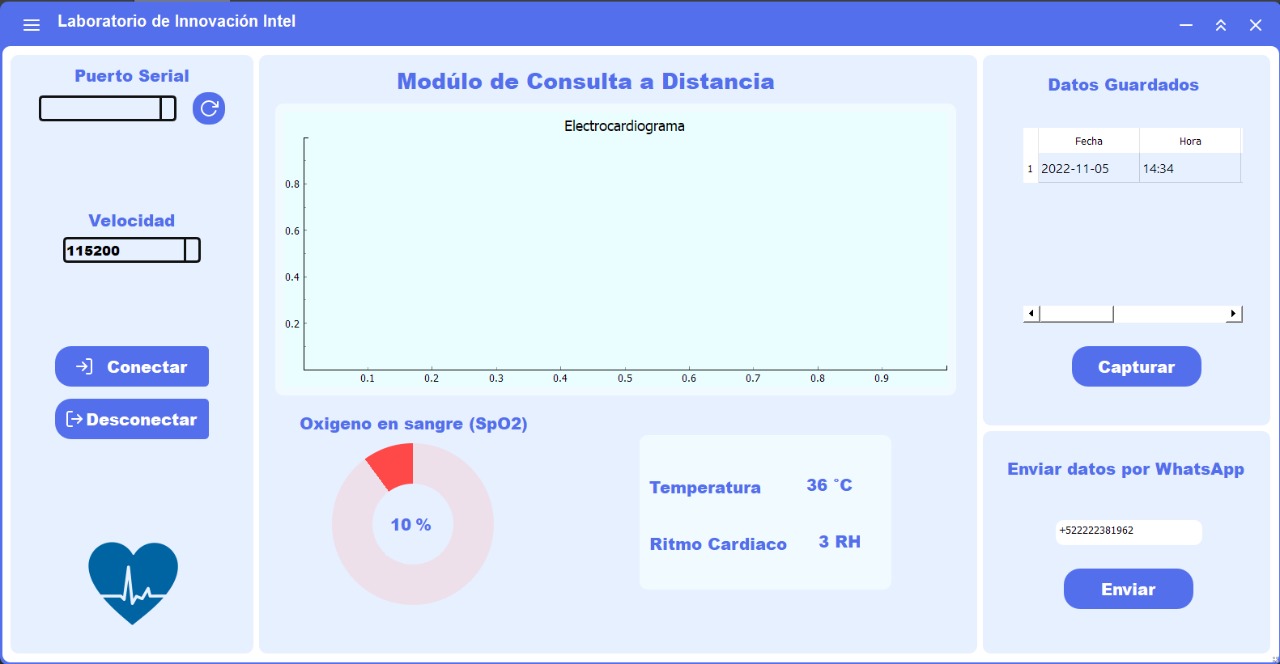 Laboratorio de Innovación Intel
Puerto Serial
Velocidad
115200
Conectar
Desconectar
Modúlo de Consulta a Distancia
Electrocardiograma
0.8
0.6
0.4
0.2
0.1 0.2 0.3 0.4 0.5 0.6 0.7 0.8 0.9
Oxigeno en sangre (SpO2)
10 %
Temperatura 36 °C
Ritmo Cardiaco 3 RH
Datos Guardados
Fecha Hora
1 2022-11-05 14:34
Capturar
Enviar datos por WhatsApp
+522222381962
Enviar